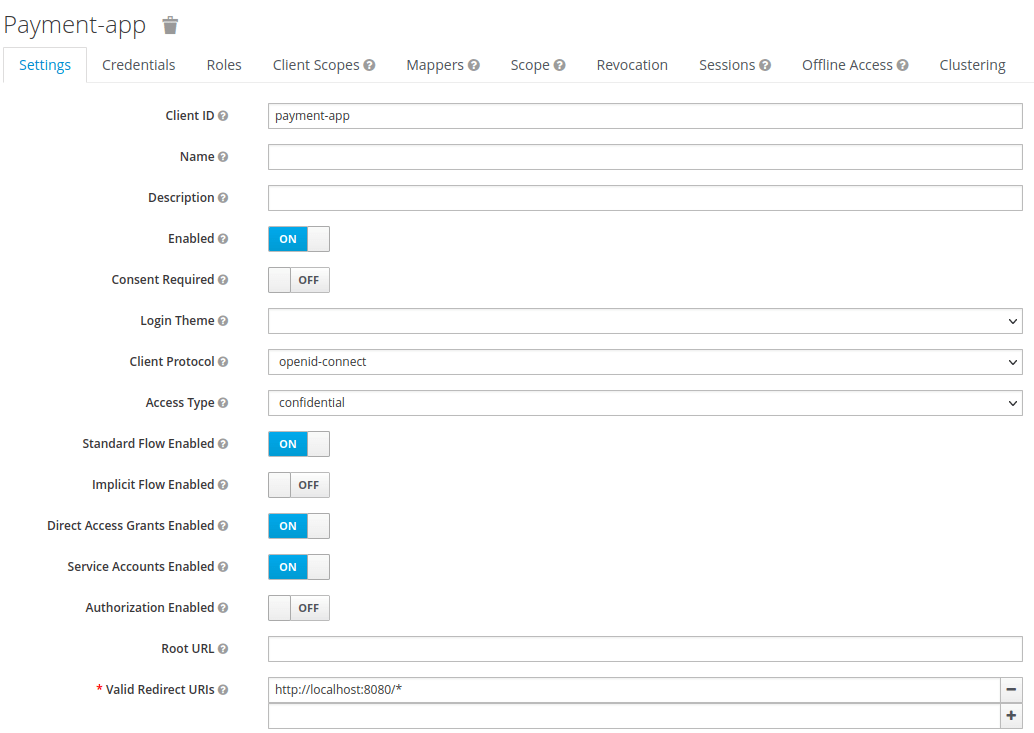 Payment-app
Settings Credentials Roles Client Scopes ? Mappers ? Scope ? Revocation Sessions ? Offline Access ? Clustering
Client ID ? payment-app
Name ?
Description ?
Enabled ? ON
Consent Required ? OFF
Login Theme ?
Client Protocol ? openid-connect
Access Type ? confidential
Standard Flow Enabled ? ON
Implicit Flow Enabled ? OFF
Direct Access Grants Enabled ? ON
Service Accounts Enabled ? ON
Authorization Enabled ? OFF
Root URL ?
* Valid Redirect URIs ? http://localhost:8080/* −
+